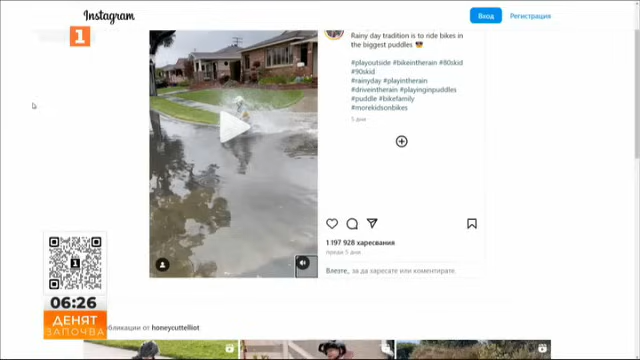 Instagram
Вход
Регистрация
1
Rainy day tradition is to ride bikes in
the biggest puddles
#playoutside #bikeintherain #80skid
#90skid
#rainyday #playintherain
#driveintherain #playinginpuddles
#puddle #bikefamily
#morekidsonbikes
5 дни
1 197 928 харесвания
преди 5 дни
Влезте, за да харесате или коментирате.
1
06:26
ДЕНЯТ
ЗАПОЧВА
бликации от honeycuttelliot